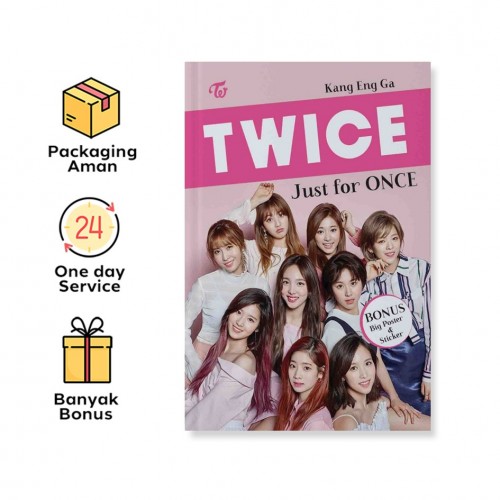 Packaging
Aman
24
One day
Service
Banyak
Bonus
Kang Eng Ga
TWICE
Just for ONCE
BONUS
Big Poster
&
Sticker